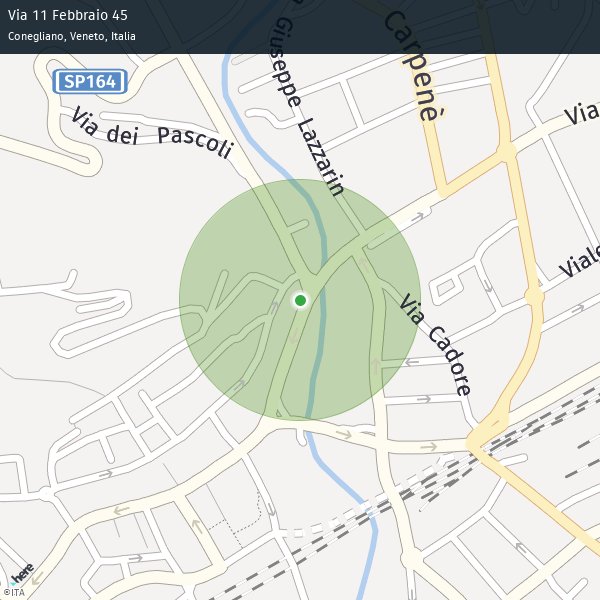 Via 11 Febbraio 45
Conegliano, Veneto, Italia
SP164
Via dei Pascoli
Giuseppe Lazzarin
Carpenè
Via
Viale
Via Cadore
here
©ITA